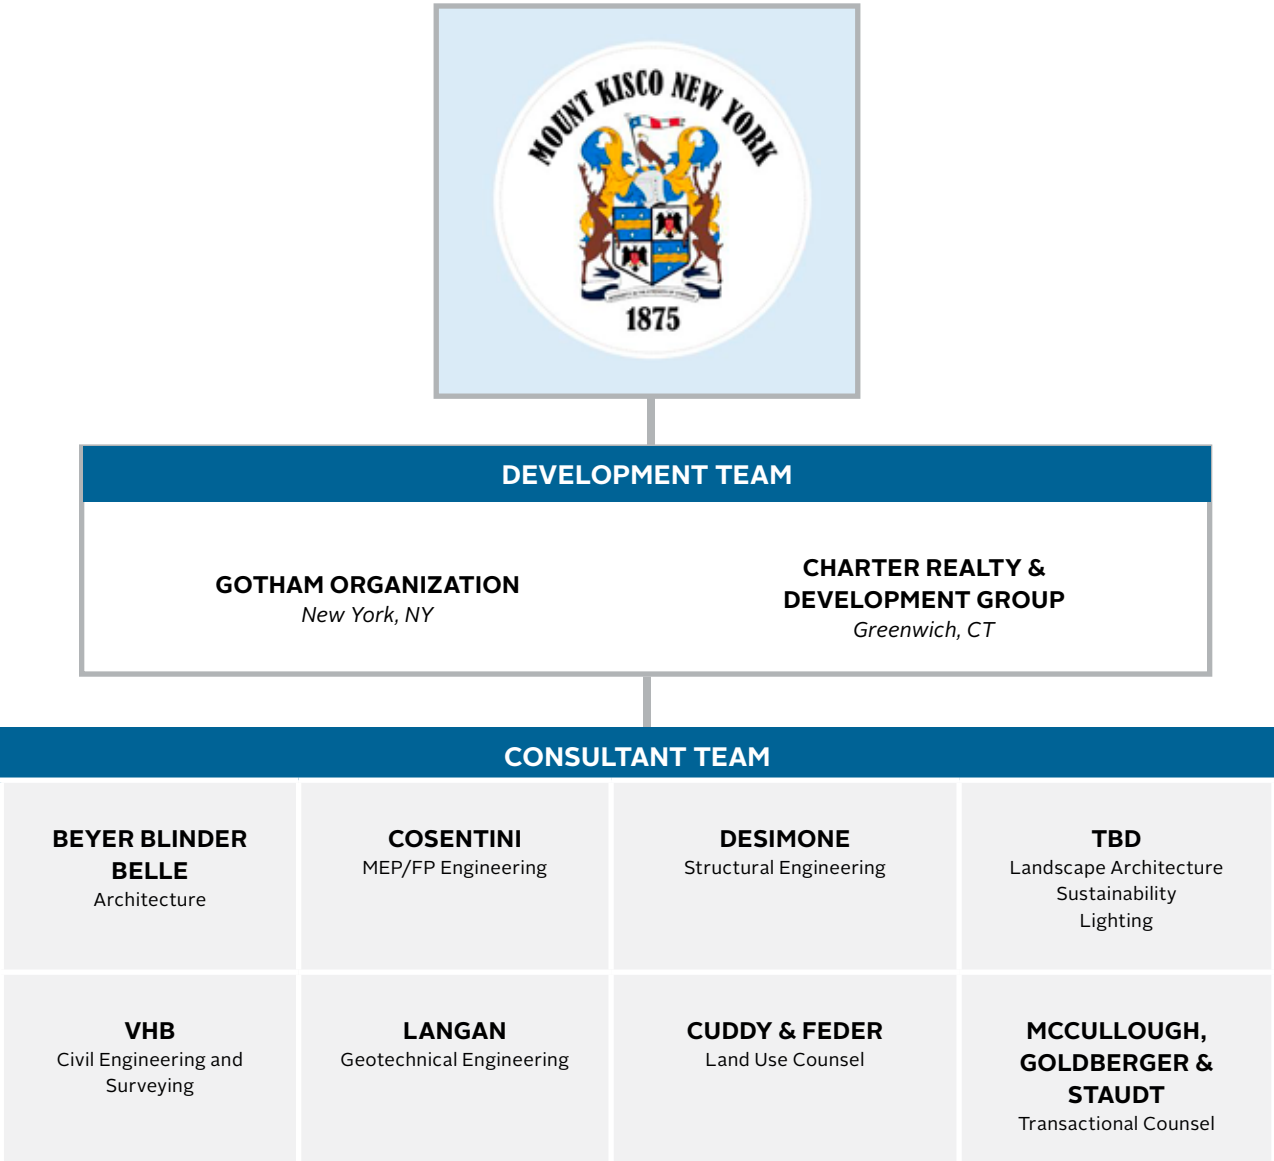 MOUNT KISCO NEW YORK
1875
DEVELOPMENT TEAM
GOTHAM ORGANIZATION
New York, NY
CHARTER REALTY &
DEVELOPMENT GROUP
Greenwich, CT
CONSULTANT TEAM
BEYER BLINDER
BELLE
Architecture
COSENTINI
MEP/FP Engineering
DESIMONE
Structural Engineering
TBD
Landscape Architecture
Sustainability
Lighting
VHB
Civil Engineering and
Surveying
LANGAN
Geotechnical Engineering
CUDDY & FEDER
Land Use Counsel
MCCULLOUGH,
GOLDBERGER &
STAUDT
Transactional Counsel